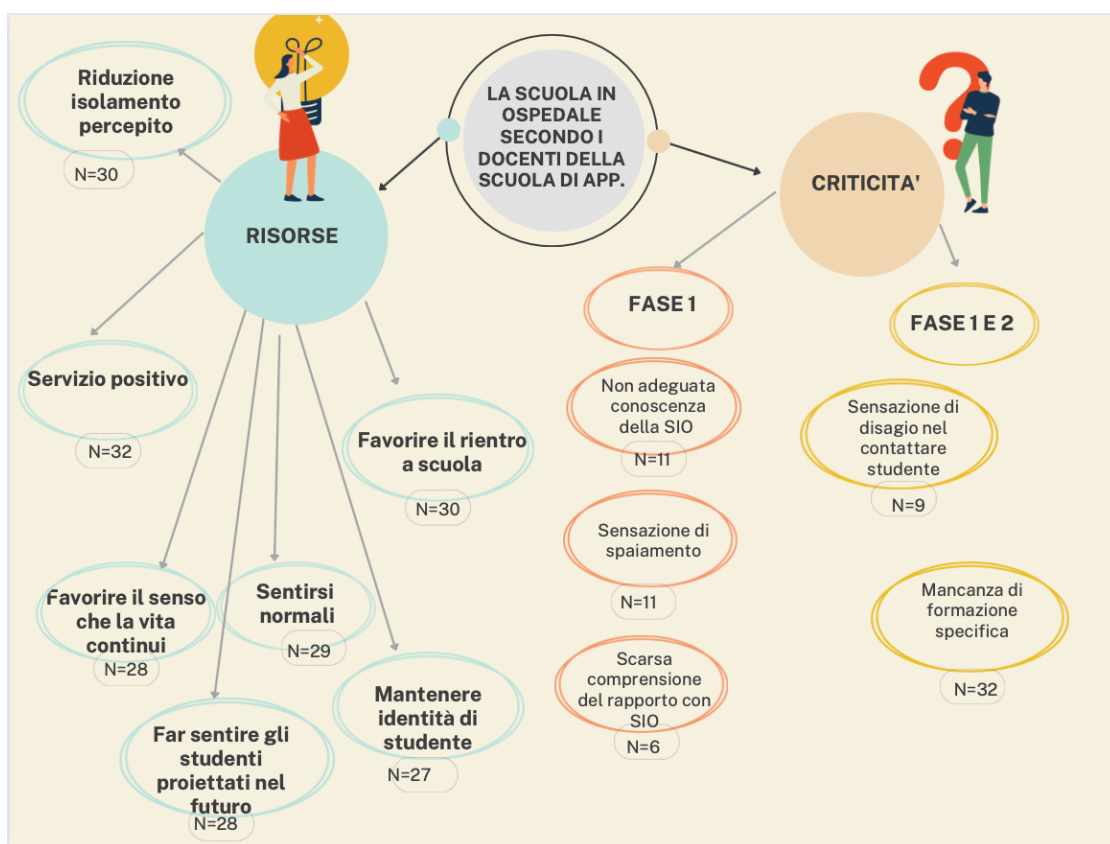 LA SCUOLA IN
OSPEDALE
SECONDO I
DOCENTI DELLA
SCUOLA DI APP.
RISORSE
Riduzione
isolamento
percepito
N=30
Servizio positivo
N=32
Favorire il rientro
a scuola
N=30
Favorire il senso
che la vita
continui
N=28
Sentirsi
normali
N=29
Far sentire gli
studenti
proiettati nel
futuro
N=28
Mantenere
identità di
studente
N=27
CRITICITA'
FASE 1
Non adeguata
conoscenza
della SIO
N=11
Sensazione di
spaiamento
N=11
Scarsa
comprensione
del rapporto con
SIO
N=6
FASE 1 E 2
Sensazione di
disagio nel
contattare
studente
N=9
Mancanza di
formazione
specifica
N=32